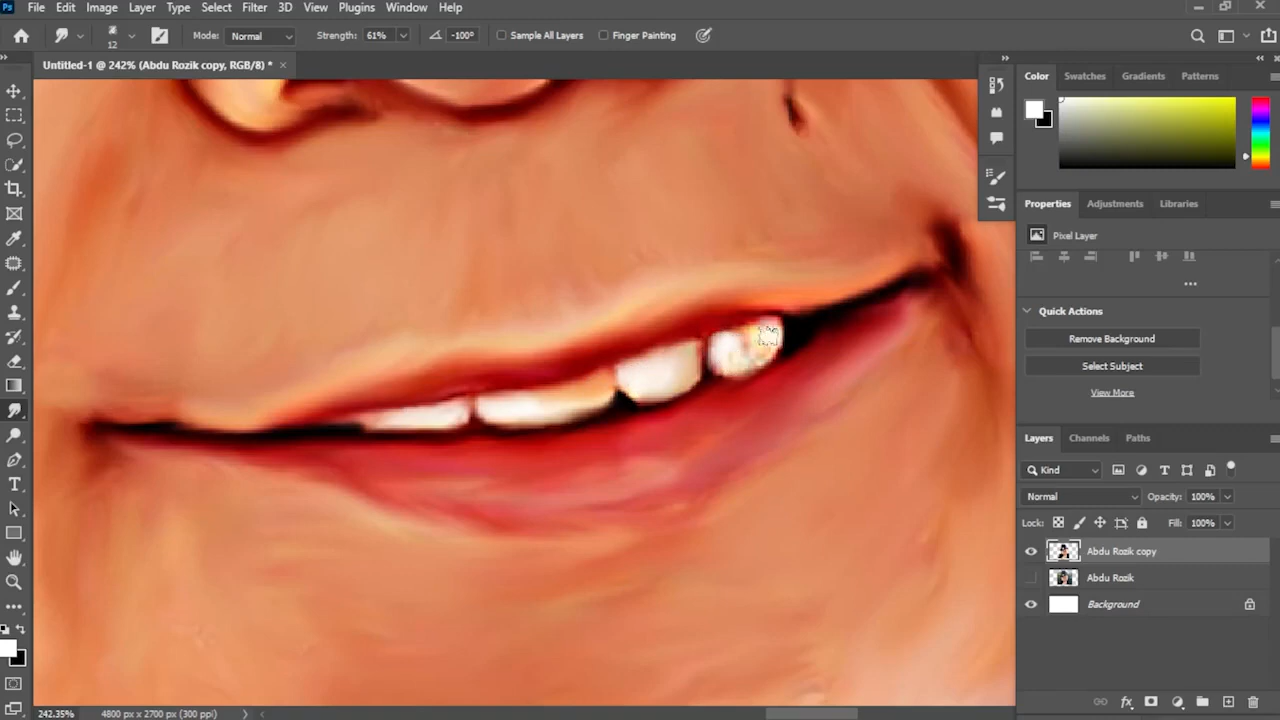 Ps File Edit Image Layer Type Select Filter 3D View Plugins Window Help
12 Mode: Normal Strength: 61% -100° Sample All Layers Finger Painting
Untitled-1 @ 242% (Abdu Rozik copy, RGB/8) *
Color Swatches Gradients Patterns
Properties Adjustments Libraries
Pixel Layer
Quick Actions
Remove Background
Select Subject
View More
Layers Channels Paths
Kind
Normal Opacity: 100%
Lock: Fill: 100%
Abdu Rozik copy
Abdu Rozik
Background
242.35% 4800 px x 2700 px (300 ppi)